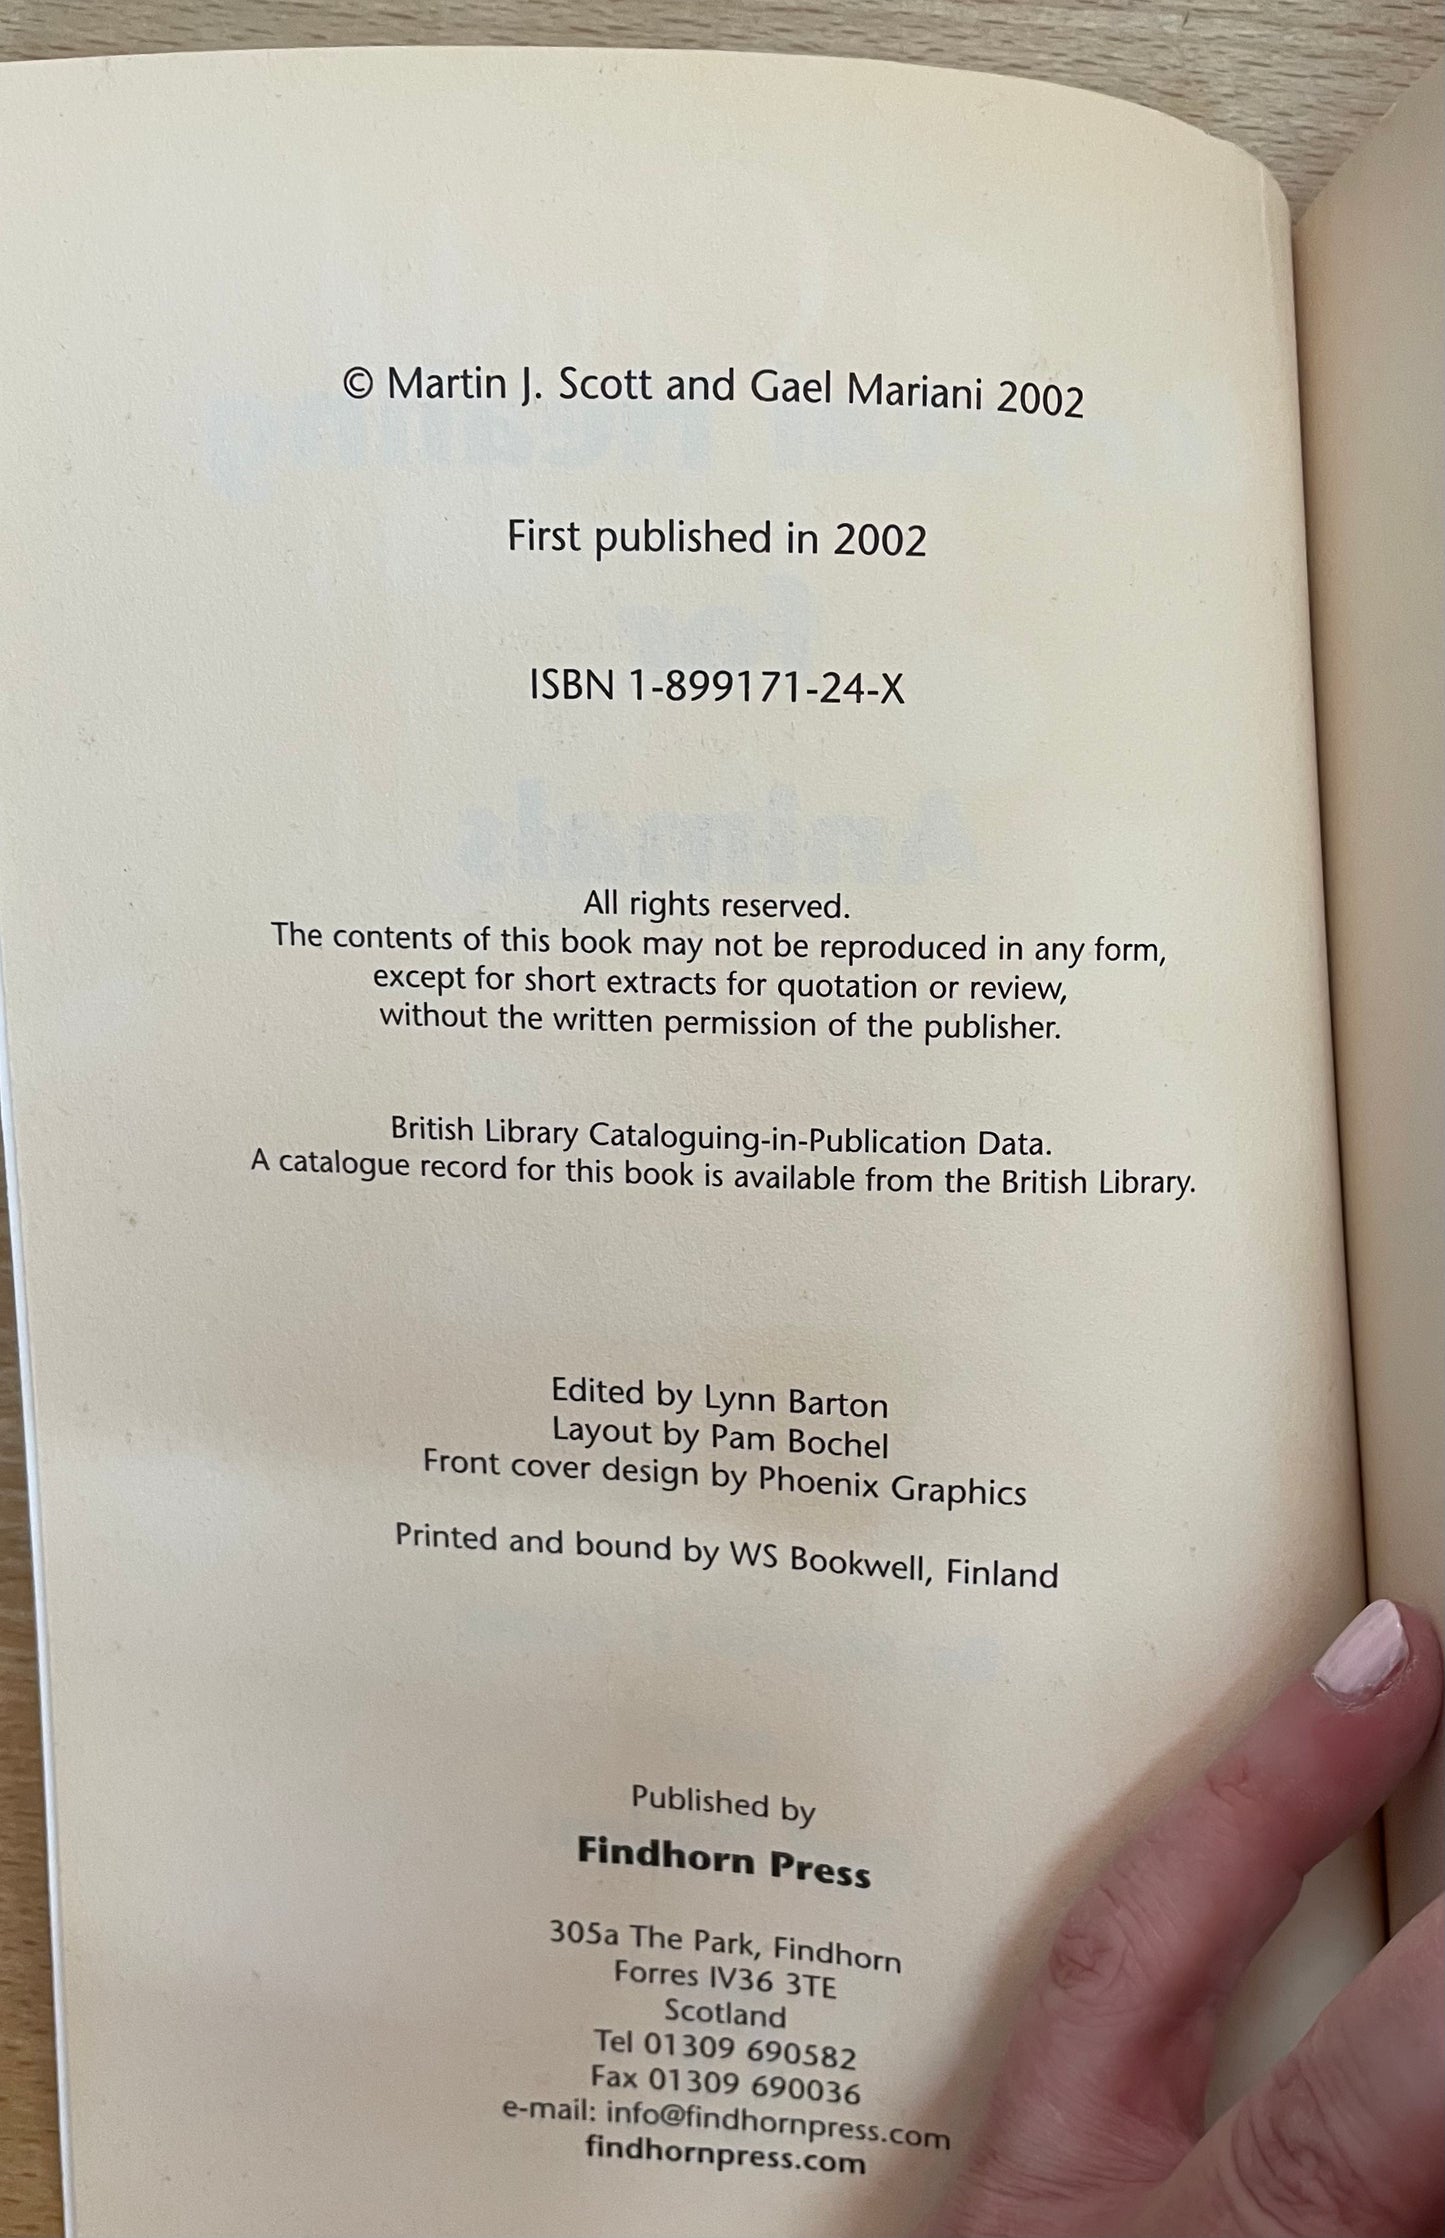 © Martin J. Scott and Gael Mariani 2002
First published in 2002
ISBN 1-899171-24-X
All rights reserved.
The contents of this book may not be reproduced in any form,
except for short extracts for quotation or review,
without the written permission of the publisher.
British Library Cataloguing-in-Publication Data.
A catalogue record for this book is available from the British Library.
Edited by Lynn Barton
Layout by Pam Bochel
Front cover design by Phoenix Graphics
Printed and bound by WS Bookwell, Finland
Published by
Findhorn Press
305a The Park, Findhorn
Forres IV36 3TE
Scotland
Tel 01309 690582
Fax 01309 690036
e-mail: info@findhornpress.com
findhornpress.com